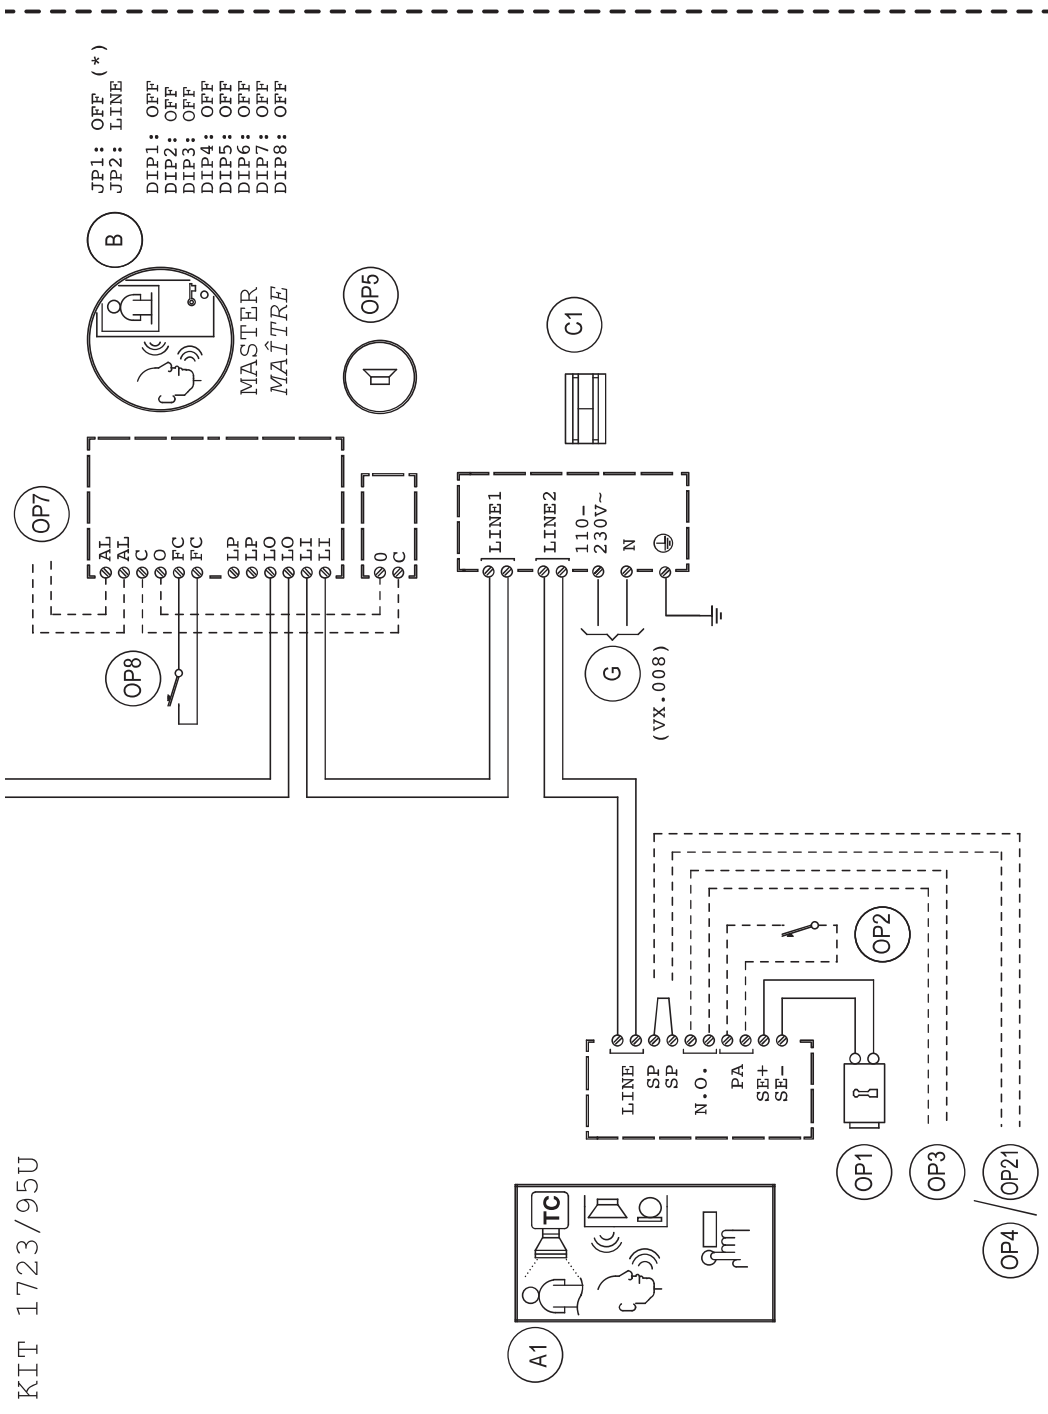 KIT 1723/95U
A1
TC
LINE
SP
SP
N.O.
PA
SE+
SE-
OP1
OP2
OP3
OP4
/
OP21
OP7
AL
AL
C
O
FC
FC
LP
LP
LO
LO
LI
LI
OP8
B
JP1: OFF (*)
JP2: LINE
DIP1: OFF
DIP2: OFF
DIP3: OFF
DIP4: OFF
DIP5: OFF
DIP6: OFF
DIP7: OFF
DIP8: OFF
MASTER
MAÎTRE
OP5
0
C
LINE1
LINE2
110-
230V~
N
C1
G
(VX.008)